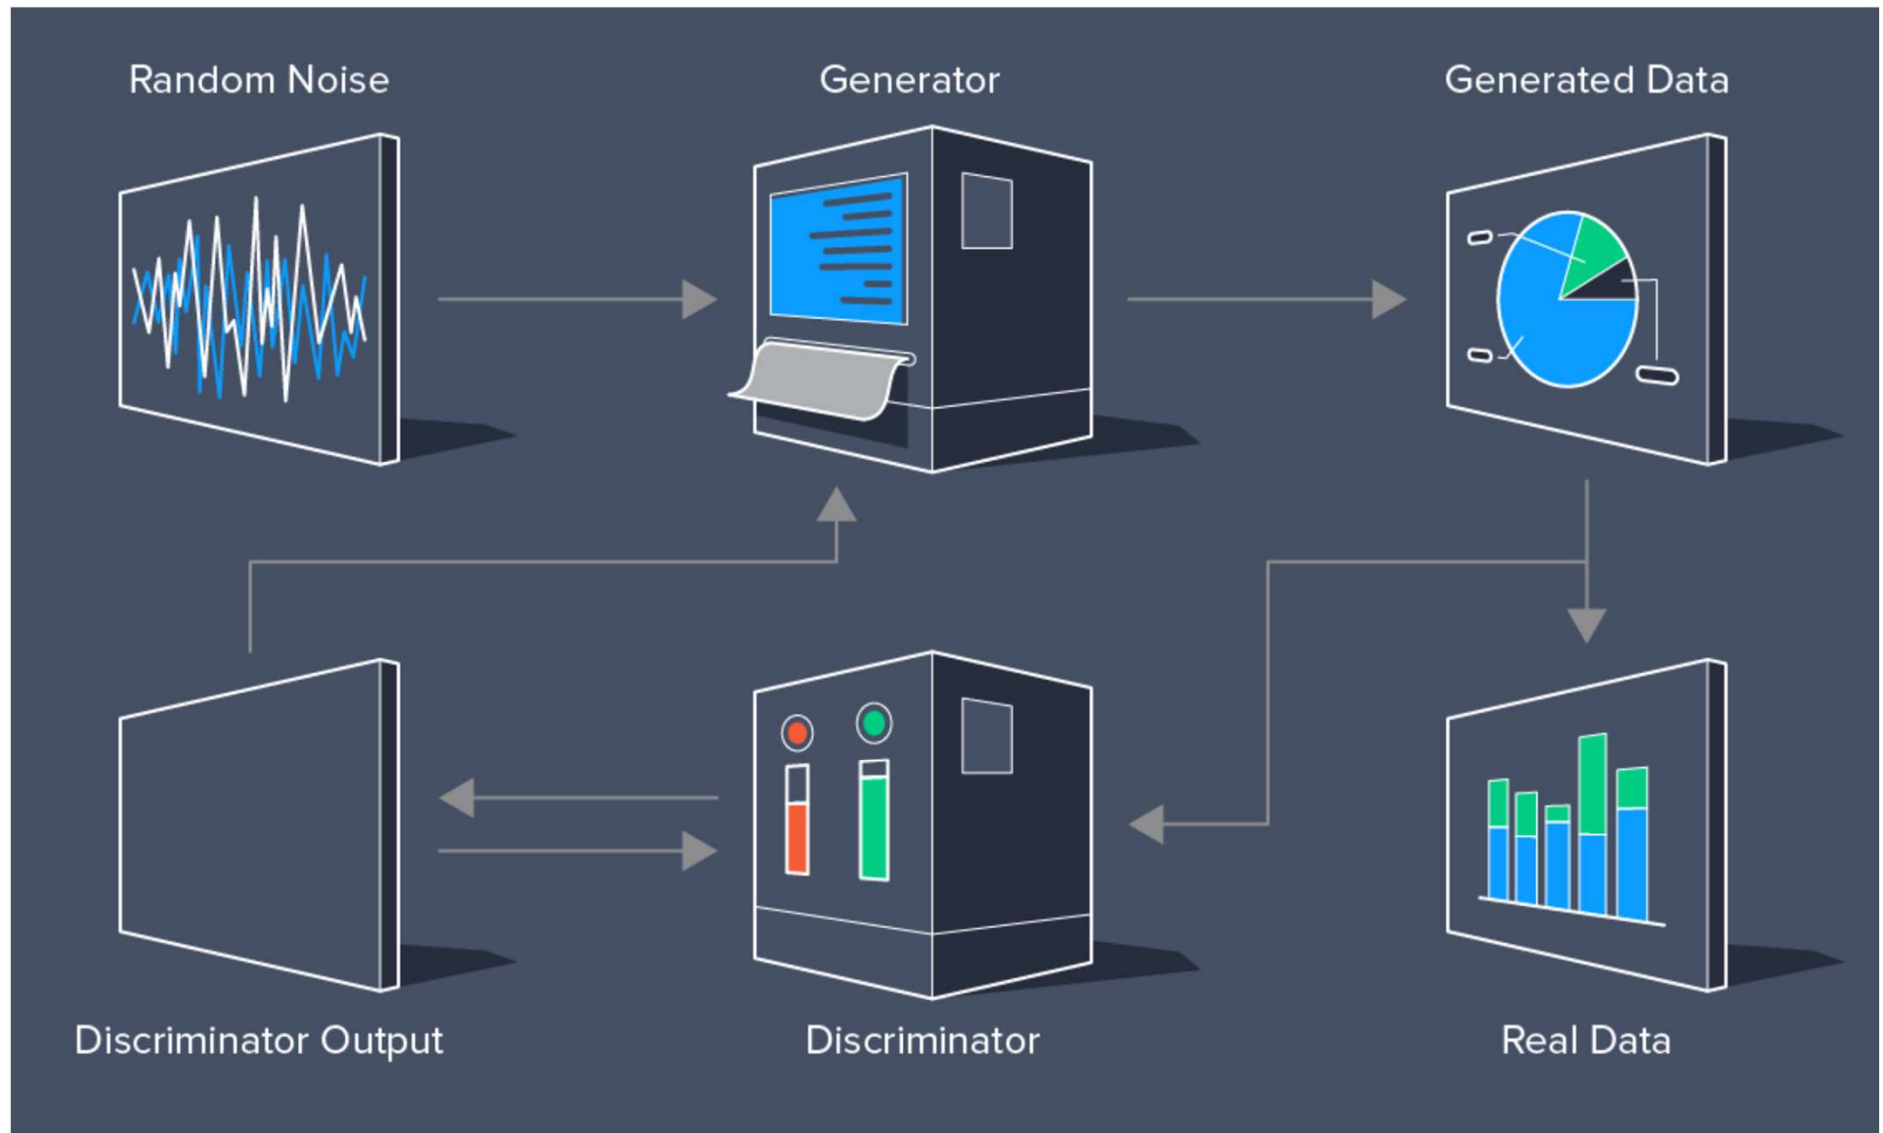 Random Noise
Generator
Generated Data
Discriminator Output
Discriminator
Real Data